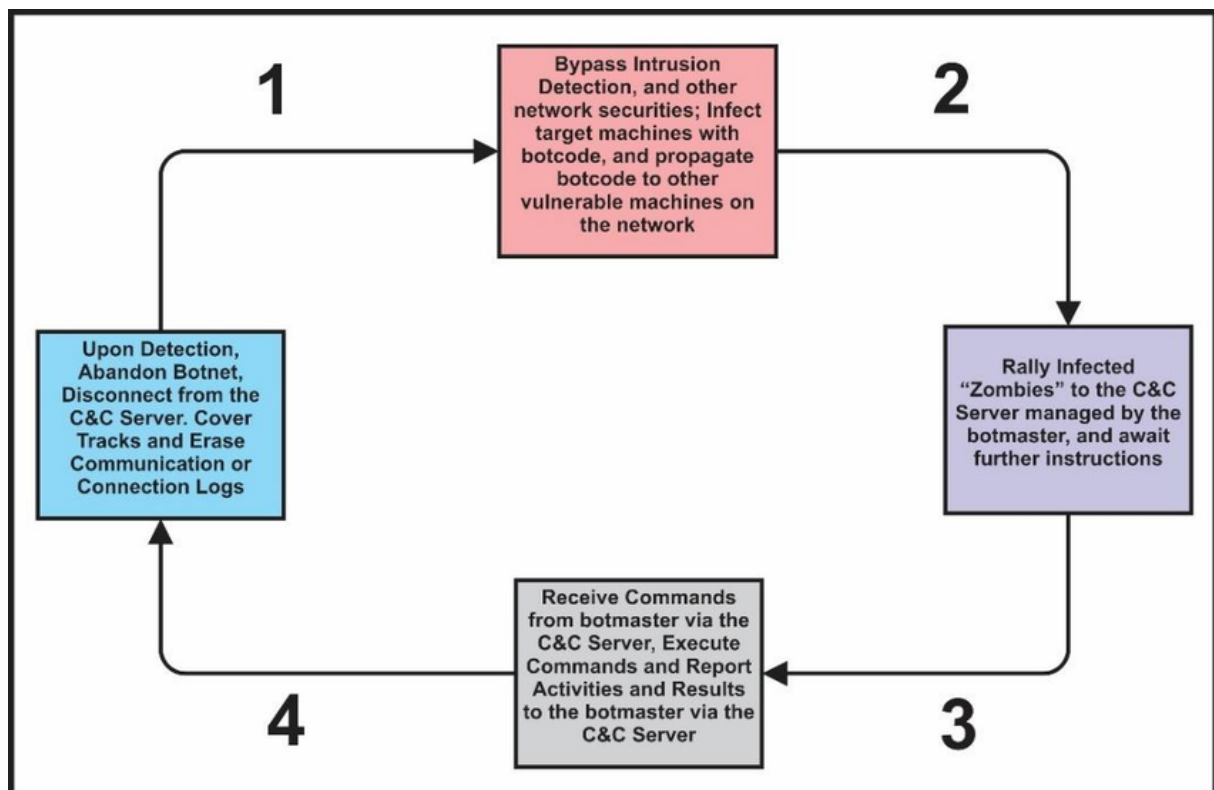 1
Bypass Intrusion
Detection, and other
network securities; Infect
target machines with
botcode, and propagate
botcode to other
vulnerable machines on
the network
2
Upon Detection,
Abandon Botnet,
Disconnect from the
C&C Server. Cover
Tracks and Erase
Communication or
Connection Logs
Rally Infected
“Zombies” to the C&C
Server managed by the
botmaster, and await
further instructions
Receive Commands
from botmaster via the
C&C Server, Execute
Commands and Report
Activities and Results
to the botmaster via the
C&C Server
4
3